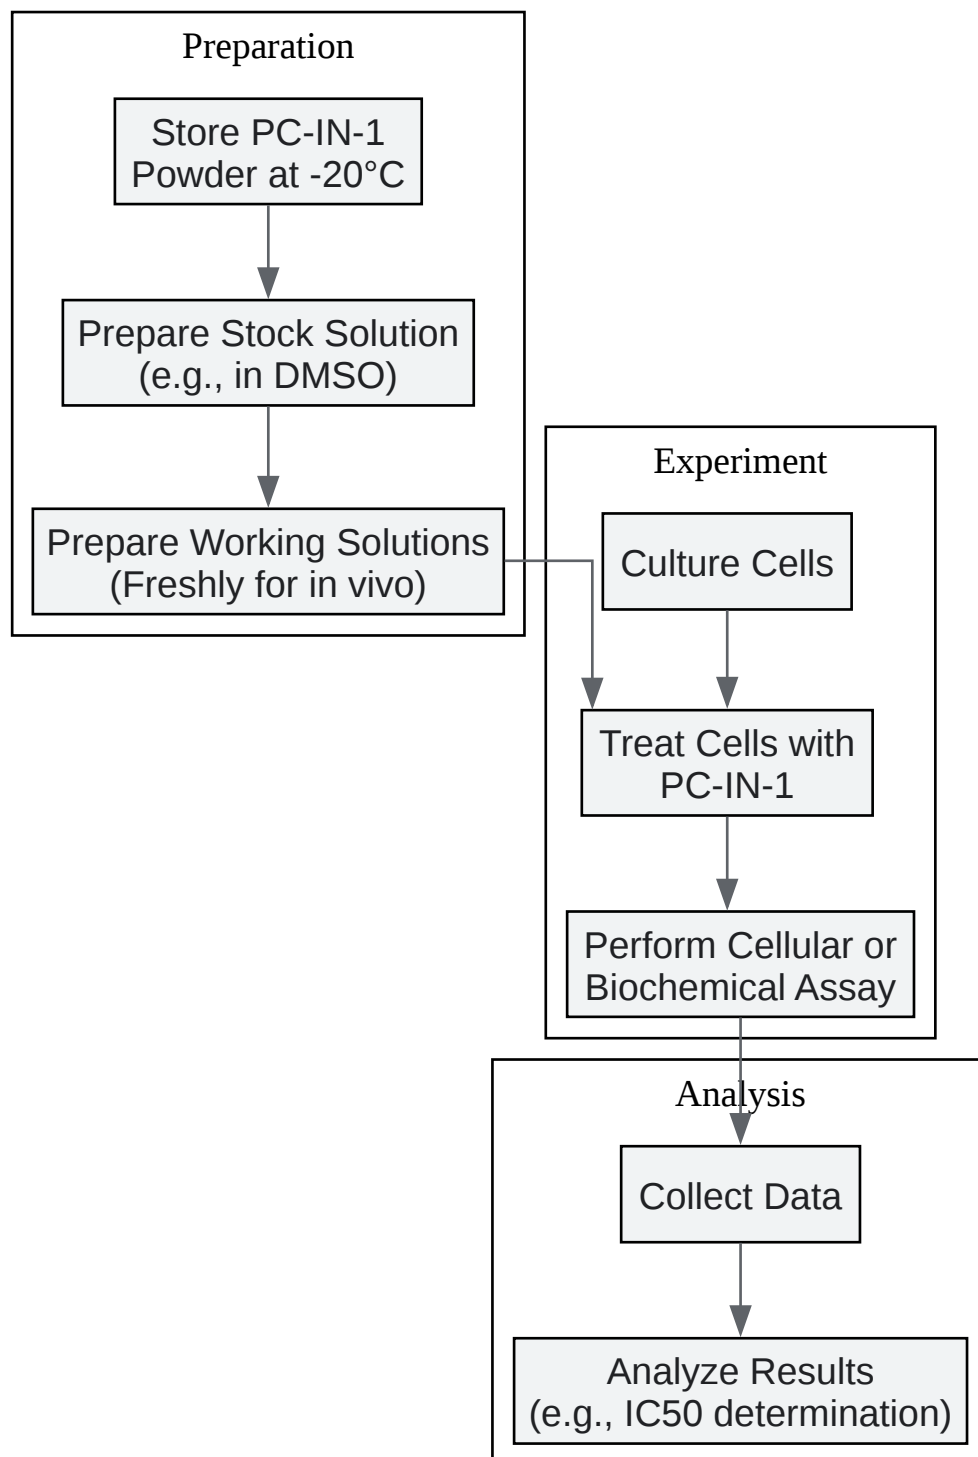 Preparation
Store PC-IN-1
Powder at -20°C
Prepare Stock Solution
(e.g., in DMSO)
Prepare Working Solutions
(Freshly for in vivo)
Experiment
Culture Cells
Treat Cells with
PC-IN-1
Perform Cellular or
Biochemical Assay
Analysis
Collect Data
Analyze Results
(e.g., IC50 determination)